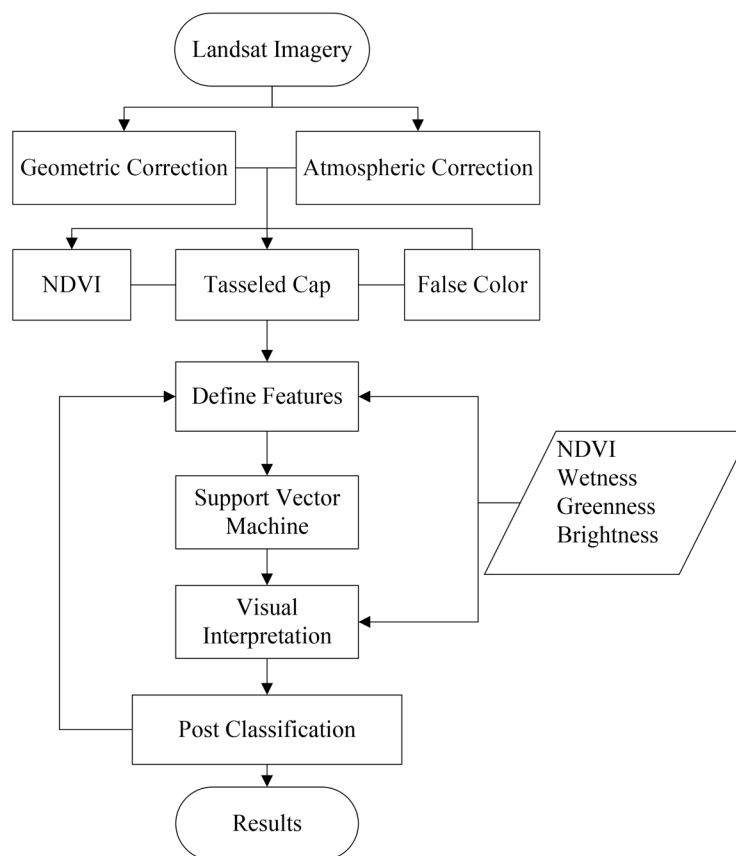 Landsat Imagery
Geometric Correction
Atmospheric Correction
NDVI
Tasseled Cap
False Color
Define Features
NDVI
Wetness
Greenness
Brightness
Support Vector
Machine
Visual
Interpretation
Post Classification
Results